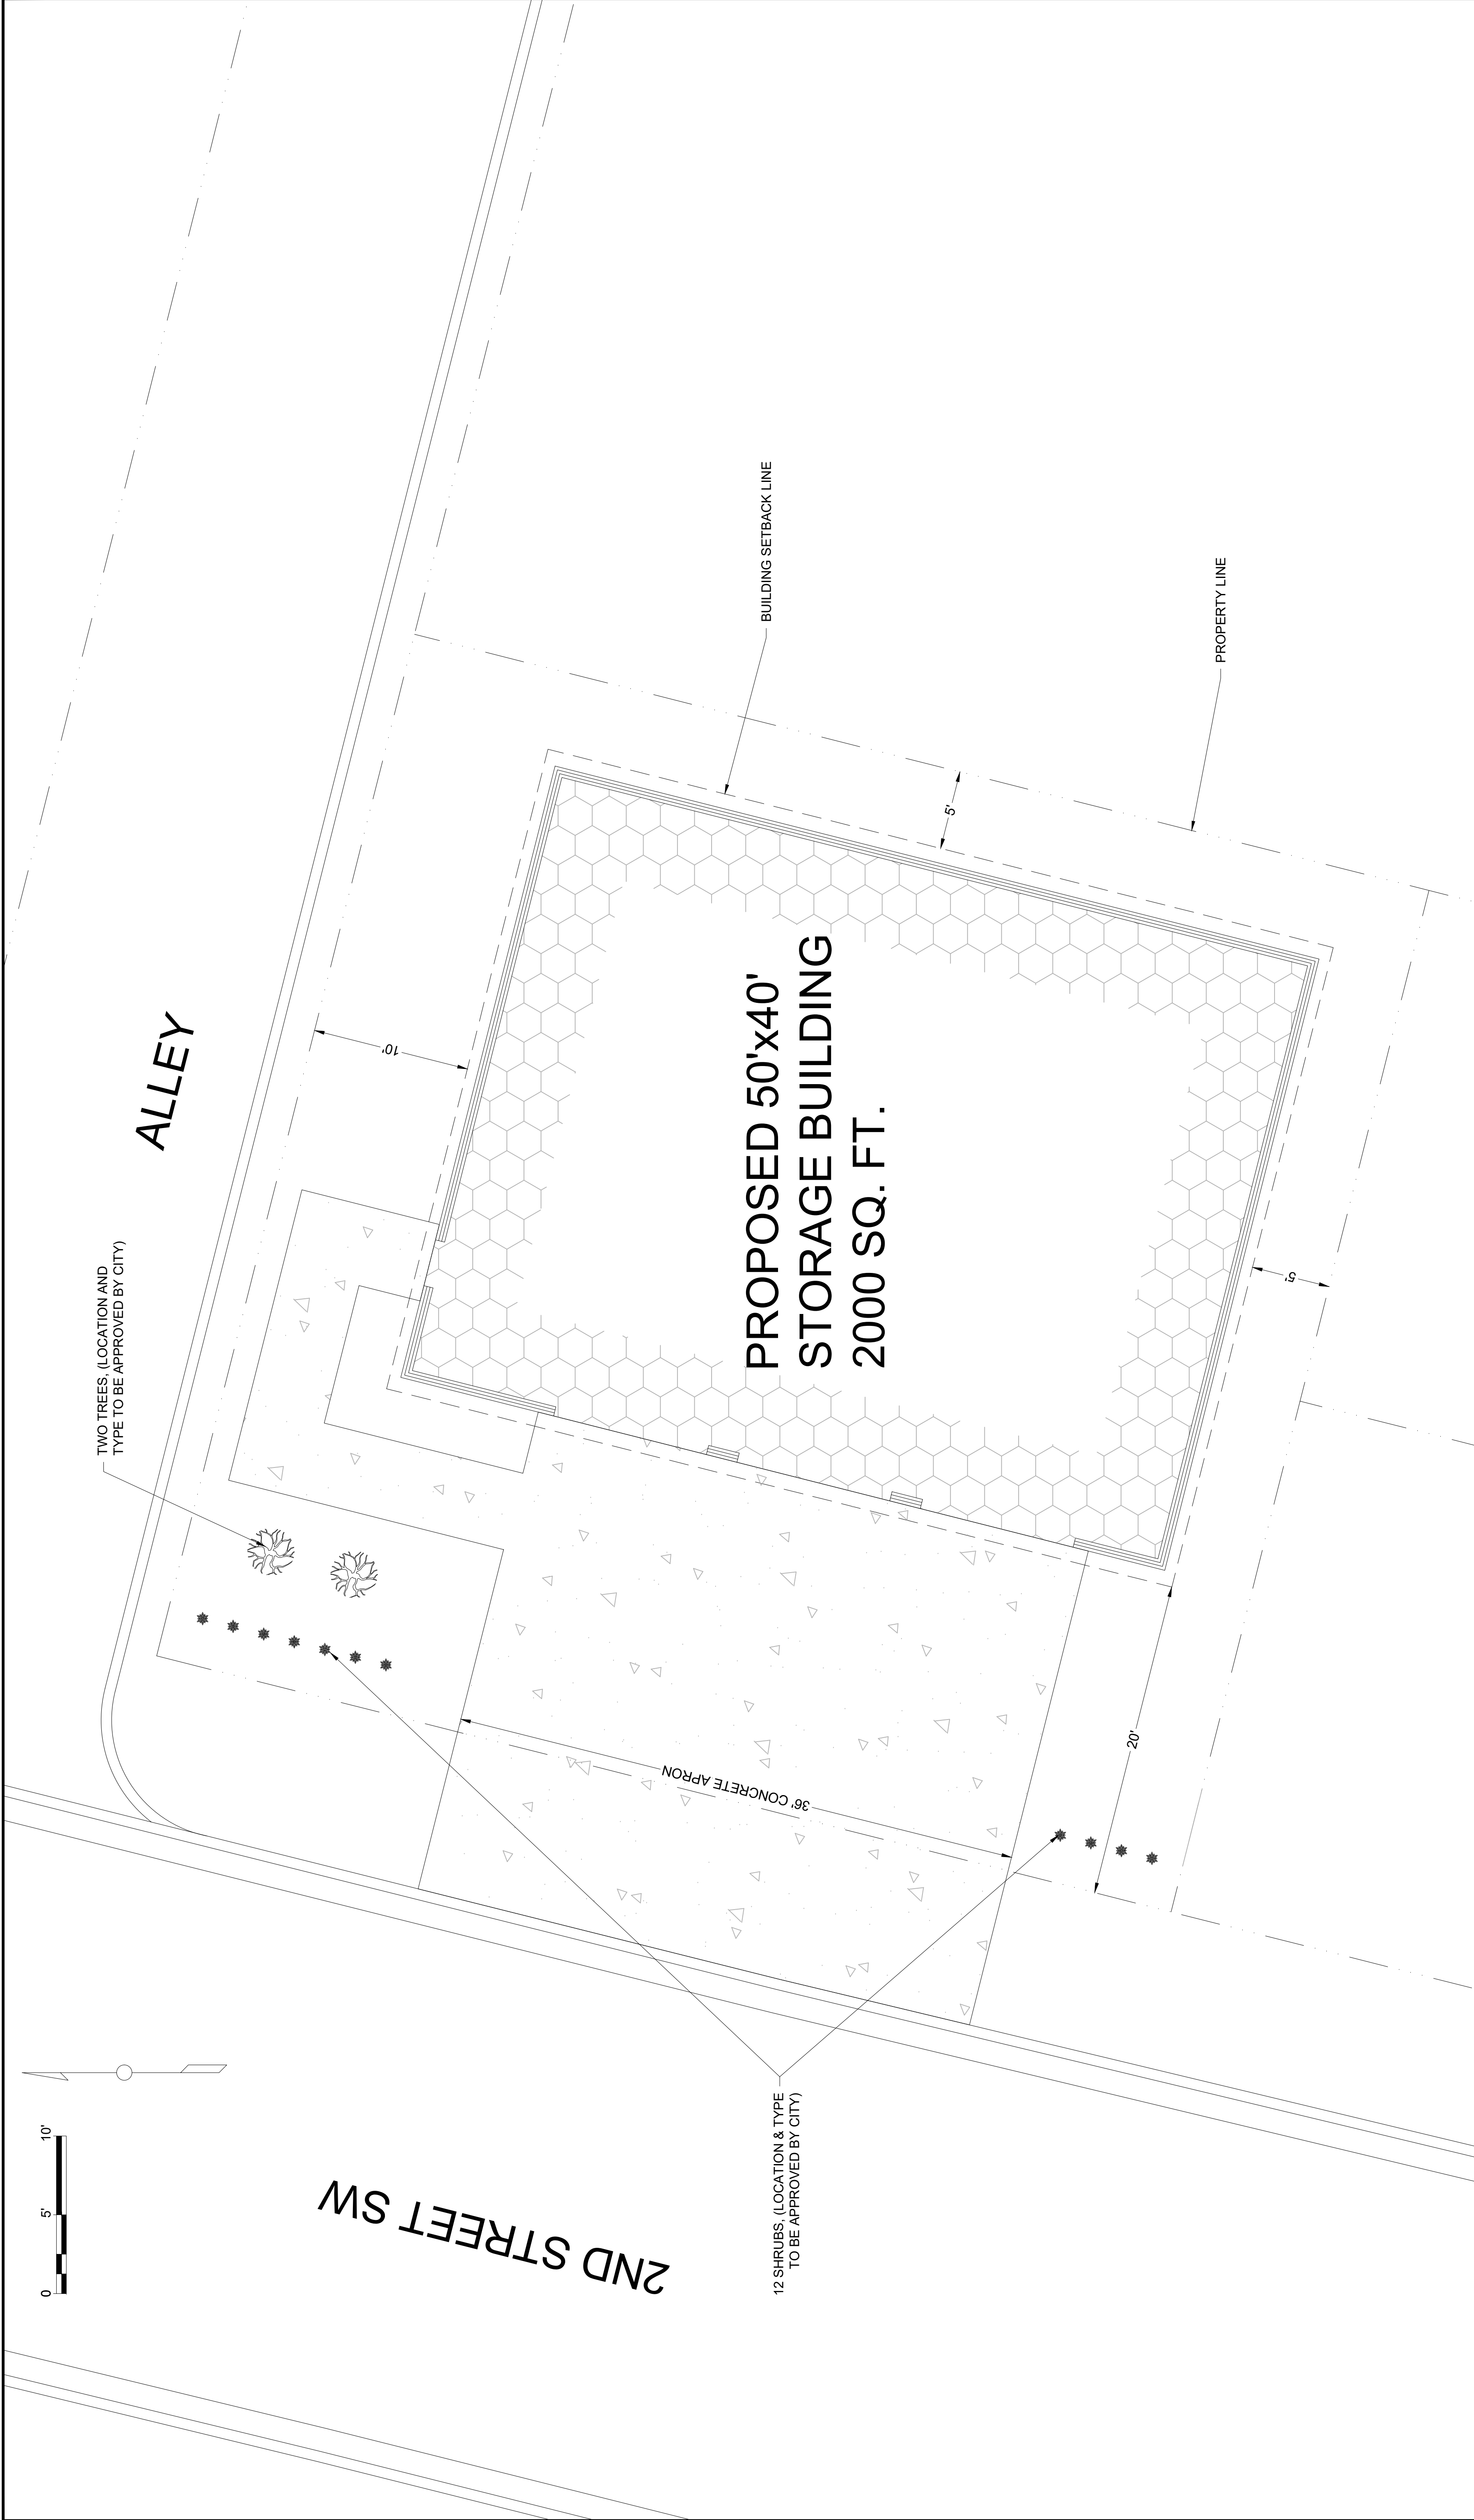 ALLEY
TWO TREES, (LOCATION AND
TYPE TO BE APPROVED BY CITY)
10'
BUILDING SETBACK LINE
5'
PROPERTY LINE
PROPOSED 50'x40'
STORAGE BUILDING
2000 SQ. FT.
5'
20'
36' CONCRETE APRON
12 SHRUBS, (LOCATION & TYPE
TO BE APPROVED BY CITY)
2ND STREET SW
0 5' 10'